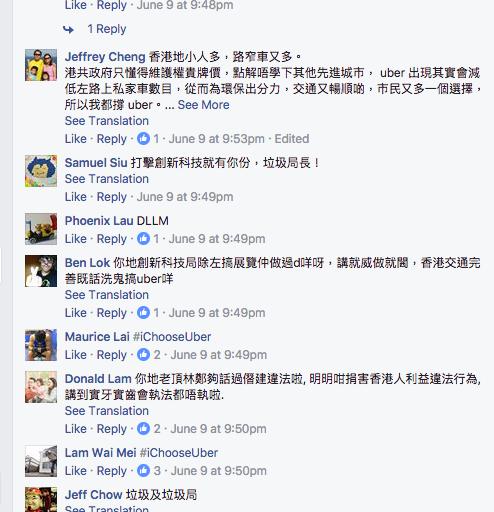 Like · Reply · June 9 at 9:48pm
1 Reply
Jeffrey Cheng 香港地小人多，路窄車又多。
港共政府只懂得維護權貴牌價，點解唔學下其他先進城市， uber 出現其實會減
低左路上私家車數目，從而為環保出分力，交通又暢順啲，市民又多一個選擇，
所以我都撐 uber。... See More
See Translation
Like · Reply · 1 · June 9 at 9:53pm · Edited
Samuel Siu 打擊創新科技就有你份，垃圾局長！
See Translation
Like · Reply · June 9 at 9:49pm
Phoenix Lau DLLM
Like · Reply · 1 · June 9 at 9:49pm
Ben Lok 你地創新科技局除左搞展覽仲做過d咩呀，講就威做就閪，香港交通完
善既話洗鬼搞uber咩
See Translation
Like · Reply · 1 · June 9 at 9:49pm
Maurice Lai #iChooseUber
Like · Reply · 2 · June 9 at 9:49pm
Donald Lam 你地老頂林鄭夠話過僭建違法啦, 明明咁損害香港人利益違法行為,
講到實牙實齒會執法都唔執啦.
See Translation
Like · Reply · 2 · June 9 at 9:50pm
Lam Wai Mei #iChooseUber
Like · Reply · 3 · June 9 at 9:50pm
Jeff Chow 垃圾及垃圾局
See Translation